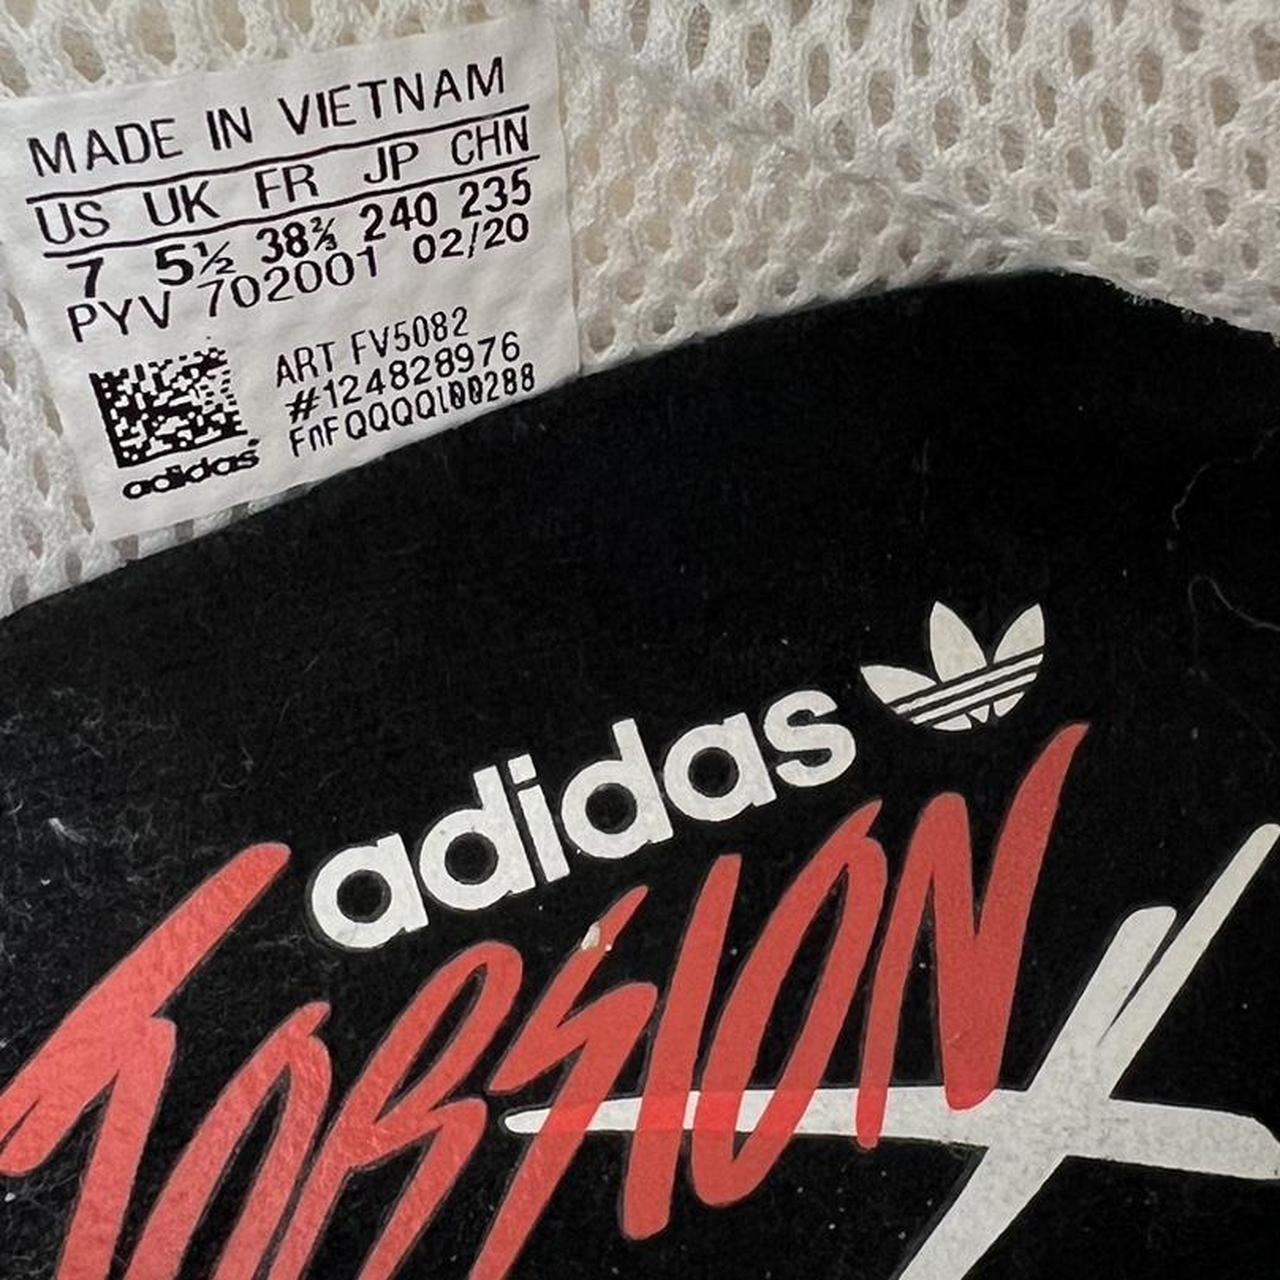 MADE IN VIETNAM
US UK FR JP CHN
7 5½ 38⅔ 240 235
PYV 702001 02/20
ART FV5082
#124828976
FnFQQQQl00288
adidas
adidas
TORSION X